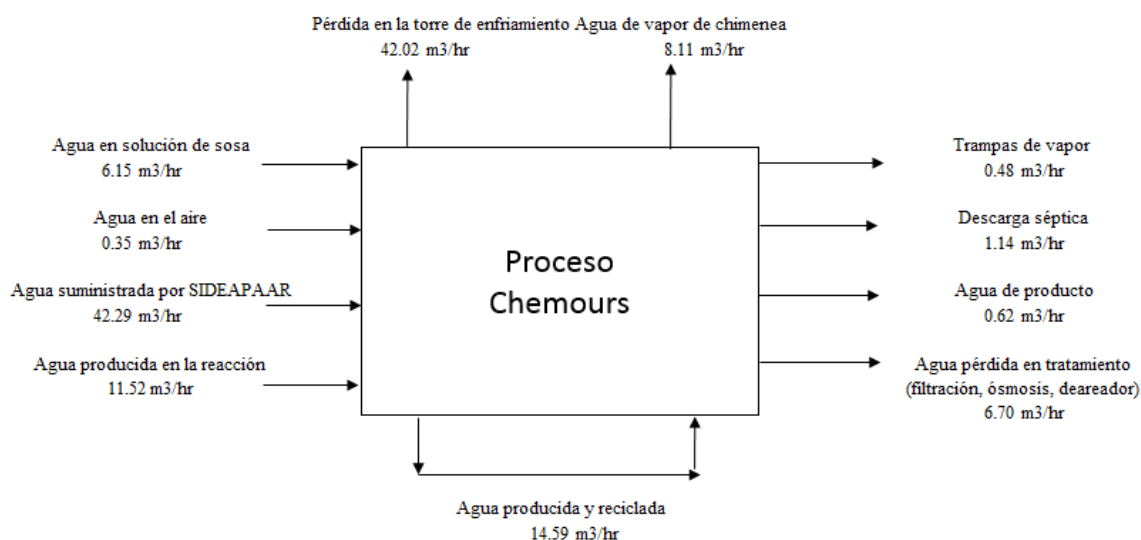 Pérdida en la torre de enfriamiento
42.02 m3/hr
Agua de vapor de chimenea
8.11 m3/hr
Agua en solución de sosa
6.15 m3/hr
Agua en el aire
0.35 m3/hr
Agua suministrada por SIDEAPAAR
42.29 m3/hr
Agua producida en la reacción
11.52 m3/hr
Proceso
Chemours
Trampas de vapor
0.48 m3/hr
Descarga séptica
1.14 m3/hr
Agua de producto
0.62 m3/hr
Agua pérdida en tratamiento
(filtración, ósmosis, deareador)
6.70 m3/hr
Agua producida y reciclada
14.59 m3/hr